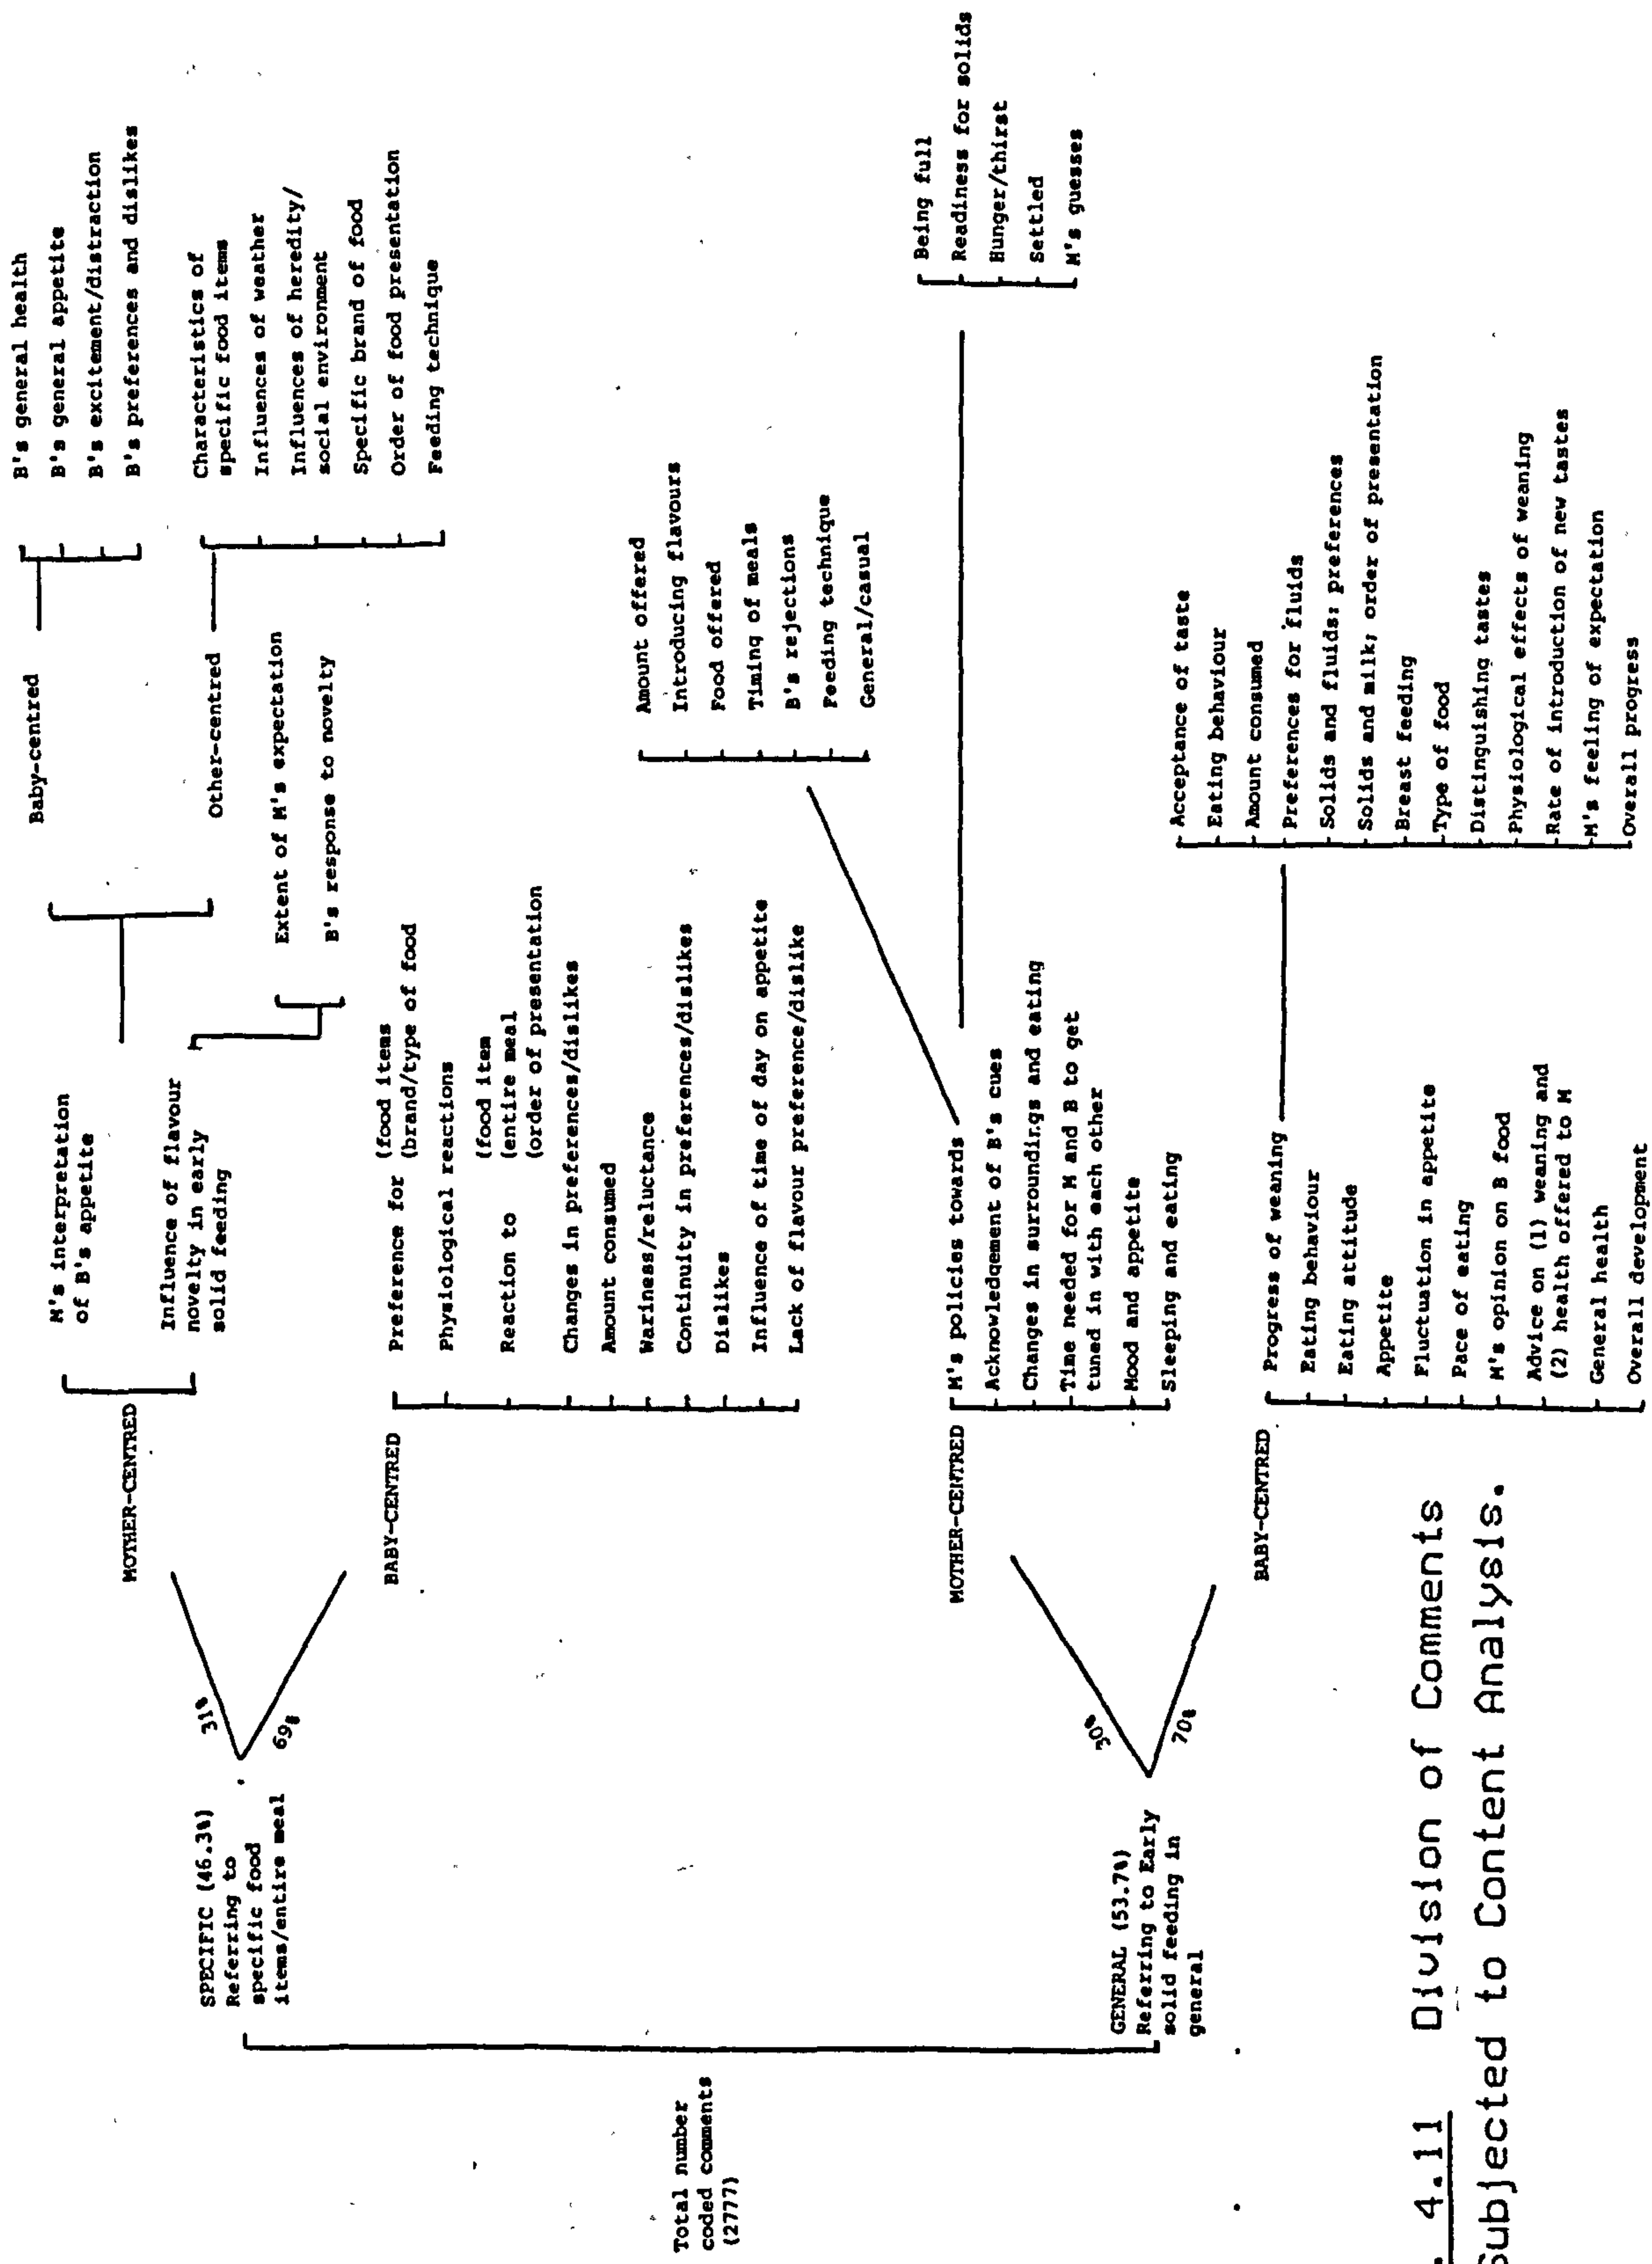 Total number
coded comments
(2777)
SPECIFIC (46.3%)
Referring to
specific food
items/entire meal
31%
69%
MOTHER-CENTRED
M's interpretation
of B's appetite
Influence of flavour
novelty in early
solid feeding
Baby-centred
B's general health
B's general appetite
B's excitement/distraction
B's preferences and dislikes
Other-centred
Characteristics of
specific food items
Influences of weather
Influences of heredity/
social environment
Specific brand of food
Order of food presentation
Feeding technique
Extent of M's expectation
B's response to novelty
BABY-CENTRED
Preference for (food items
(brand/type of food
Physiological reactions
Reaction to (food item
(entire meal
(order of presentation
Changes in preferences/dislikes
Amount consumed
Wariness/reluctance
Continuity in preferences/dislikes
Dislikes
Influence of time of day on appetite
Lack of flavour preference/dislike
GENERAL (53.7%)
Referring to Early
solid feeding in
general
30%
70%
MOTHER-CENTRED
M's policies towards
Acknowledgement of B's cues
Changes in surroundings and eating
Time needed for M and B to get
tuned in with each other
Mood and appetite
Sleeping and eating
Amount offered
Introducing flavours
Food offered
Timing of meals
B's rejections
Feeding technique
General/casual
Being full
Readiness for solids
Hunger/thirst
Settled
M's guesses
BABY-CENTRED
Progress of weaning
Eating behaviour
Eating attitude
Appetite
Fluctuation in appetite
Pace of eating
M's opinion on B food
Advice on (1) weaning and
(2) health offered to M
General health
Overall development
Acceptance of taste
Eating behaviour
Amount consumed
Preferences for fluids
Solids and fluids: preferences
Solids and milk; order of presentation
Breast feeding
Type of food
Distinguishing tastes
Physiological effects of weaning
Rate of introduction of new tastes
M's feeling of expectation
Overall progress
. 4.11 Division of Comments
Subjected to Content Analysis.